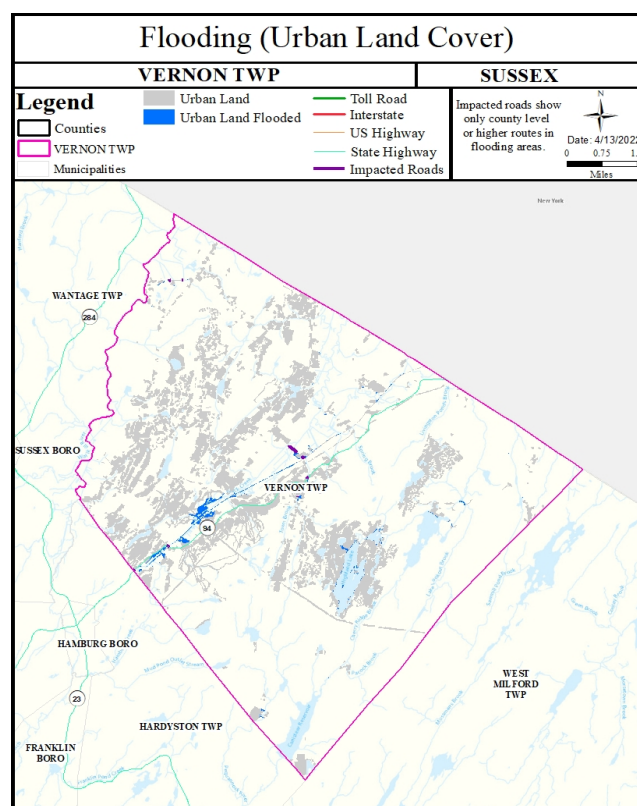 Flooding (Urban Land Cover)
VERNON TWP
SUSSEX
Legend
Counties
VERNON TWP
Municipalities
Urban Land
Urban Land Flooded
Toll Road
Interstate
US Highway
State Highway
Impacted Roads
Impacted roads show
only county level
or higher routes in
flooding areas.
N
Date: 4/13/2022
0 0.75 1.
Miles
New York
WANTAGE TWP
284
SUSSEX BORO
VERNON TWP
94
HAMBURG BORO
23
HARDYSTON TWP
FRANKLIN
BORO
WEST
MILFORD
TWP